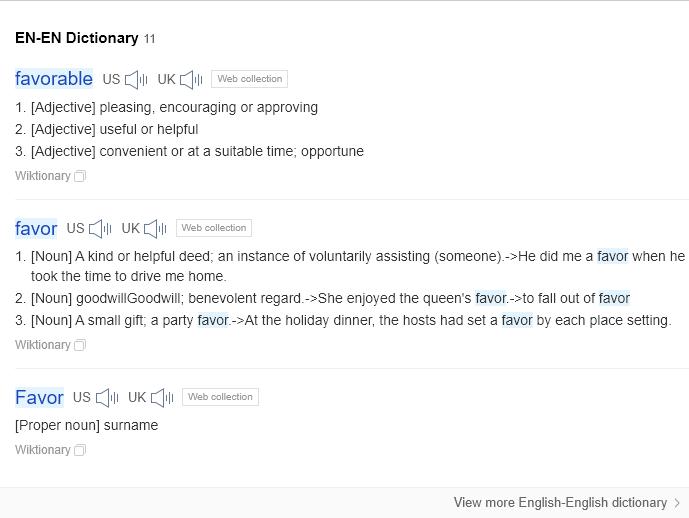 EN-EN Dictionary 11
favorable US UK Web collection
1. [Adjective] pleasing, encouraging or approving
2. [Adjective] useful or helpful
3. [Adjective] convenient or at a suitable time; opportune
Wiktionary
favor US UK Web collection
1. [Noun] A kind or helpful deed; an instance of voluntarily assisting (someone).->He did me a favor when he
took the time to drive me home.
2. [Noun] goodwillGoodwill; benevolent regard.->She enjoyed the queen's favor.->to fall out of favor
3. [Noun] A small gift; a party favor.->At the holiday dinner, the hosts had set a favor by each place setting.
Wiktionary
Favor US UK Web collection
[Proper noun] surname
Wiktionary
View more English-English dictionary >